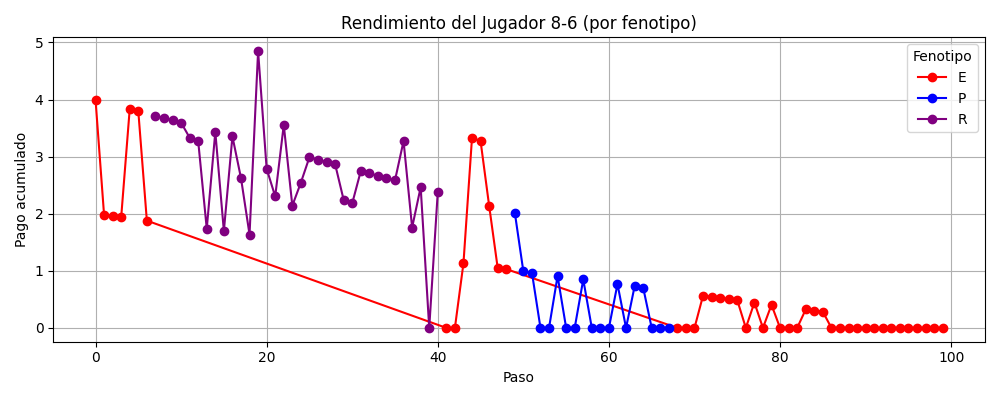 Rendimiento del Jugador 8-6 (por fenotipo)
Pago acumulado
5
4
3
2
1
0
Fenotipo
E
P
R
0 20 40 60 80 100
Paso